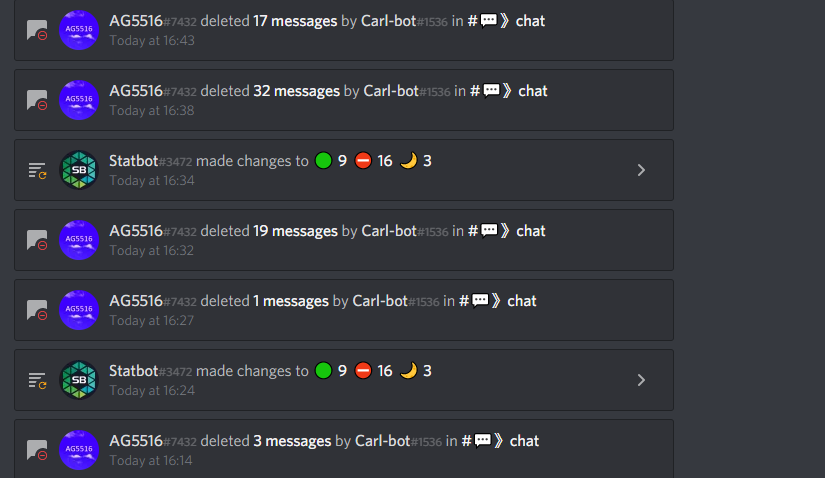 AG5516#7432 deleted 17 messages by Carl-bot#1536 in #💬》chat
AG5516
Today at 16:43
AG5516#7432 deleted 32 messages by Carl-bot#1536 in #💬》chat
AG5516
Today at 16:38
Statbot#3472 made changes to 🟢 9 ⛔ 16 🌙 3
SB
Today at 16:34
AG5516#7432 deleted 19 messages by Carl-bot#1536 in #💬》chat
AG5516
Today at 16:32
AG5516#7432 deleted 1 messages by Carl-bot#1536 in #💬》chat
AG5516
Today at 16:27
Statbot#3472 made changes to 🟢 9 ⛔ 16 🌙 3
SB
Today at 16:24
AG5516#7432 deleted 3 messages by Carl-bot#1536 in #💬》chat
AG5516
Today at 16:14